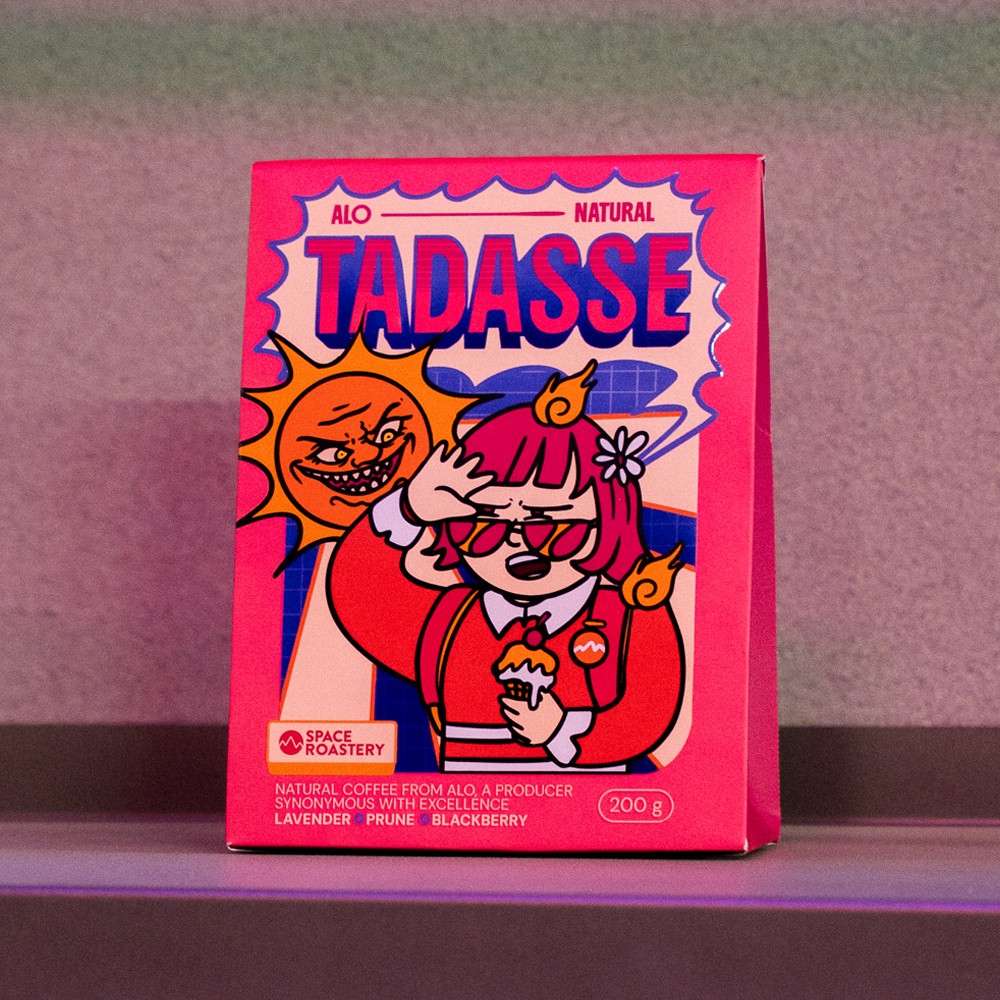 ALO NATURAL
TADASSE
SPACE
ROASTERY
NATURAL COFFEE FROM ALO, A PRODUCER
SYNONYMOUS WITH EXCELLENCE
LAVENDER PRUNE BLACKBERRY
200 g